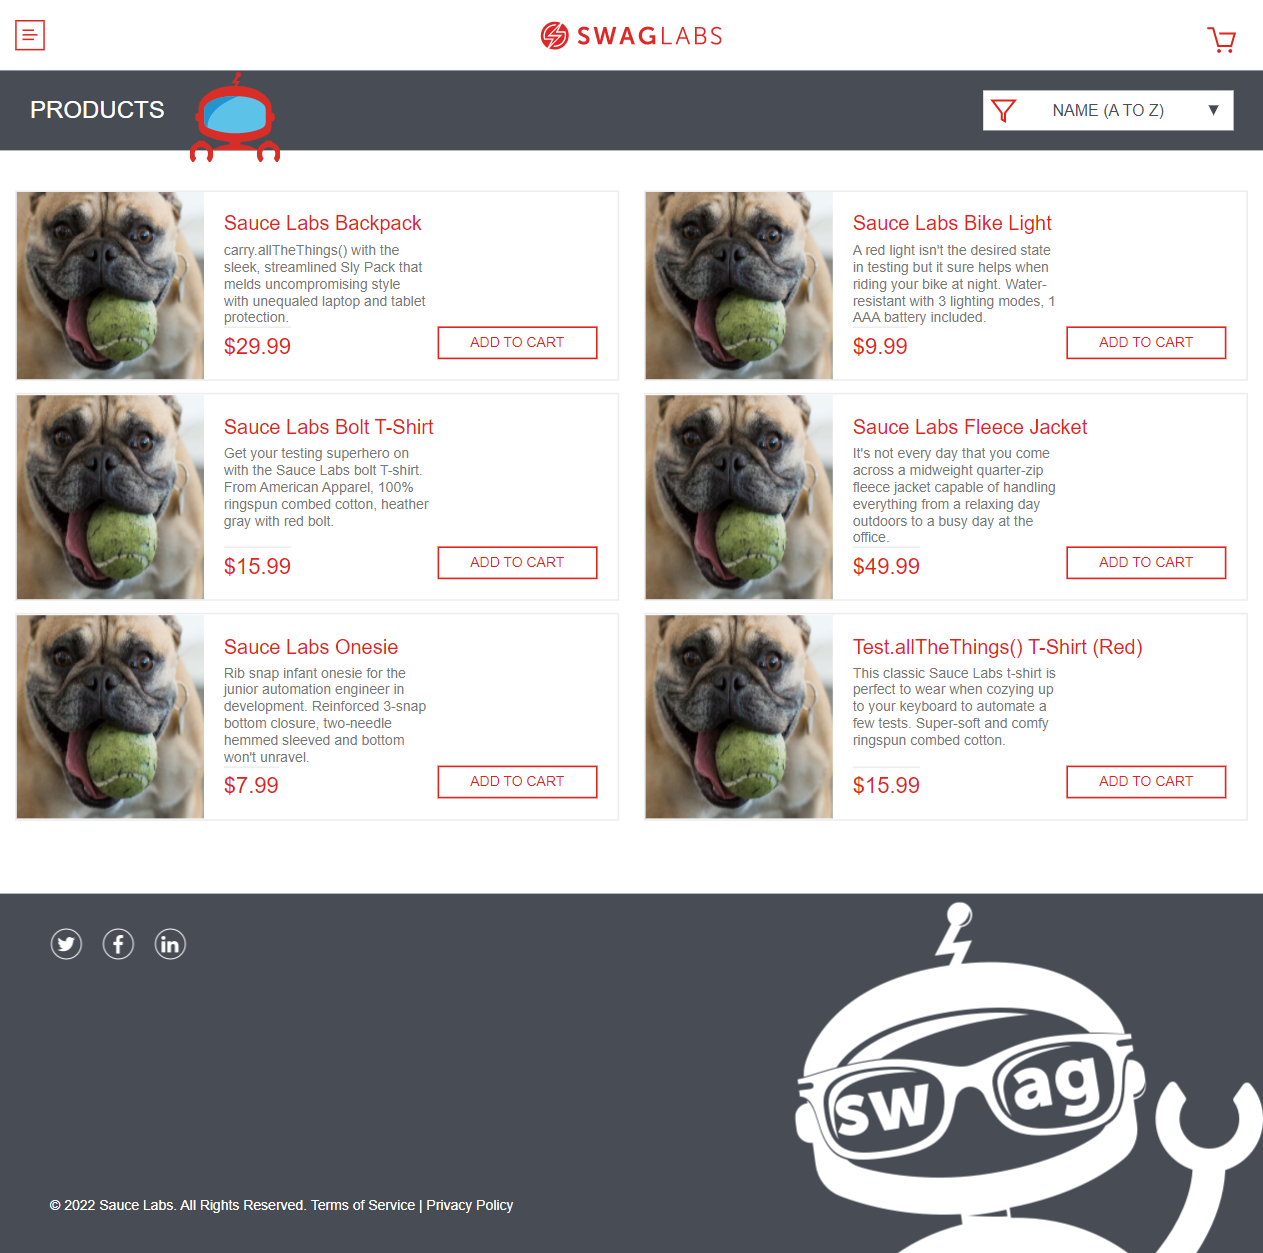 SWAGLABS
PRODUCTS
NAME (A TO Z)
Sauce Labs Backpack
carry.allTheThings() with the
sleek, streamlined Sly Pack that
melds uncompromising style
with unequaled laptop and tablet
protection.
$29.99
ADD TO CART
Sauce Labs Bike Light
A red light isn't the desired state
in testing but it sure helps when
riding your bike at night. Water-
resistant with 3 lighting modes, 1
AAA battery included.
$9.99
ADD TO CART
Sauce Labs Bolt T-Shirt
Get your testing superhero on
with the Sauce Labs bolt T-shirt.
From American Apparel, 100%
ringspun combed cotton, heather
gray with red bolt.
$15.99
ADD TO CART
Sauce Labs Fleece Jacket
It's not every day that you come
across a midweight quarter-zip
fleece jacket capable of handling
everything from a relaxing day
outdoors to a busy day at the
office.
$49.99
ADD TO CART
Sauce Labs Onesie
Rib snap infant onesie for the
junior automation engineer in
development. Reinforced 3-snap
bottom closure, two-needle
hemmed sleeved and bottom
won't unravel.
$7.99
ADD TO CART
Test.allTheThings() T-Shirt (Red)
This classic Sauce Labs t-shirt is
perfect to wear when cozying up
to your keyboard to automate a
few tests. Super-soft and comfy
ringspun combed cotton.
$15.99
ADD TO CART
sw ag
© 2022 Sauce Labs. All Rights Reserved. Terms of Service | Privacy Policy